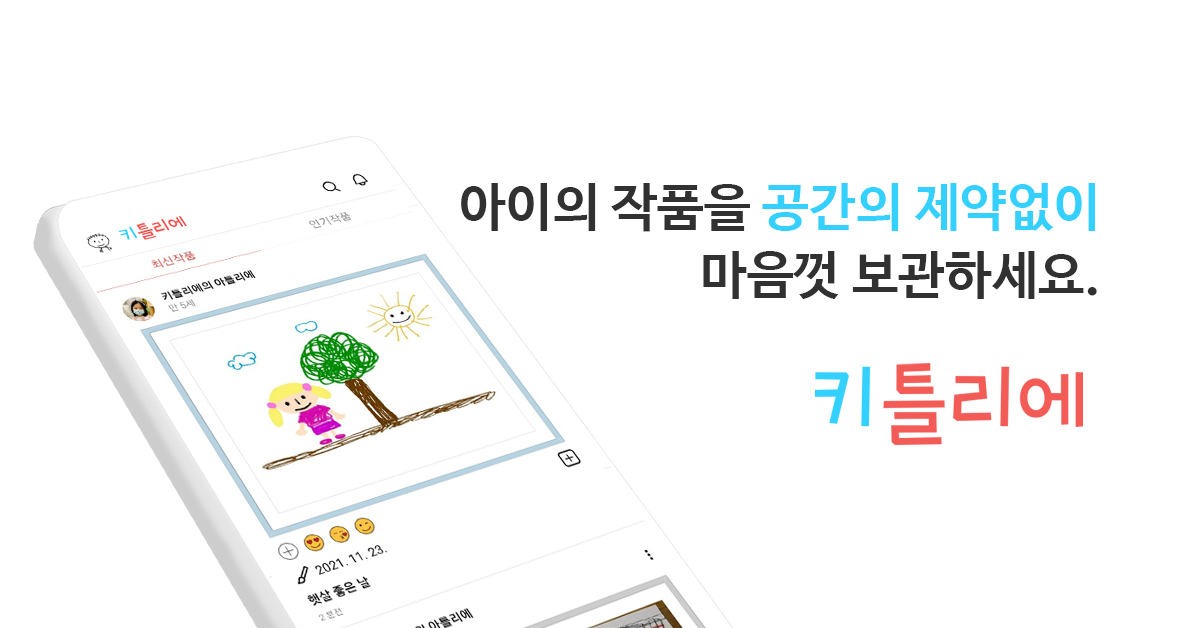 키틀리에
최신작품
인기작품
키틀리에의 아틀리에
만 5세
2021. 11. 23.
햇살 좋은 날
2 분전
의 아틀리에
아이의 작품을 공간의 제약없이
마음껏 보관하세요.
키틀리에